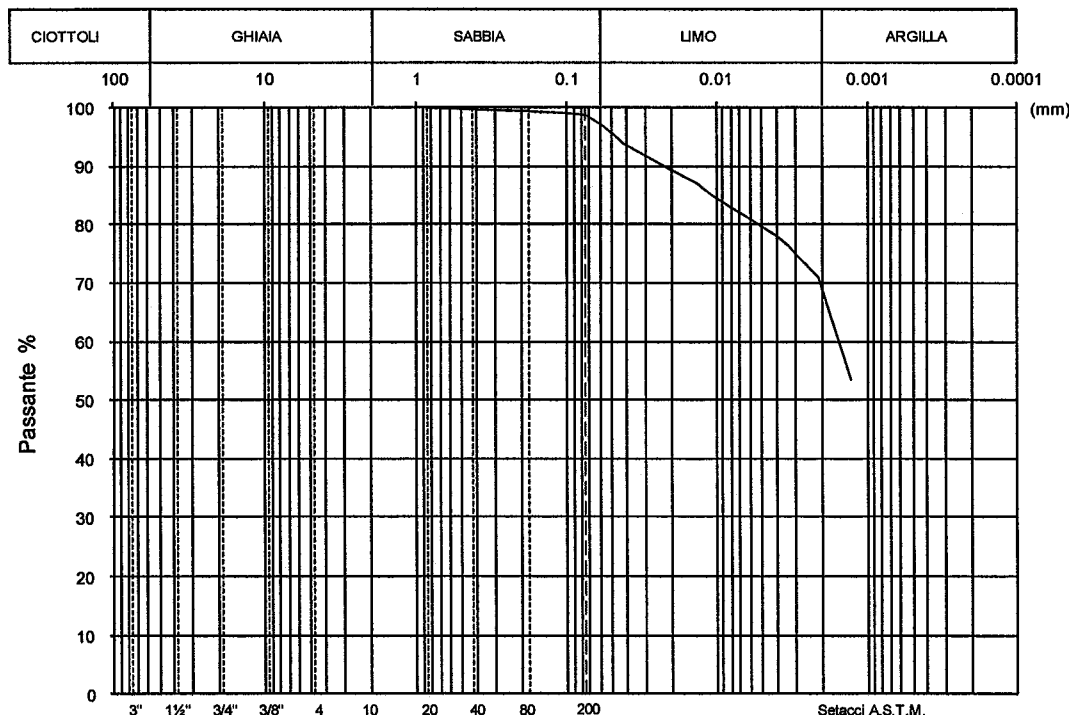 CIOTTOLI GHIAIA SABBIA LIMO ARGILLA
100 10 1 0.1 0.01 0.001 0.0001
(mm)
100
90
80
70
60
50
40
30
20
10
0
Passante %
3" 1½" 3/4" 3/8" 4 10 20 40 80 200 Setacci A.S.T.M.